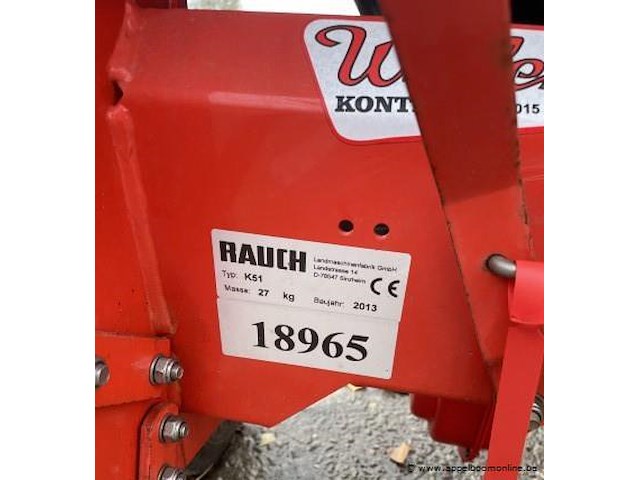 KONT
015
RAUCH
Landmaschinenfabrik GmbH
Landstrasse 14
D-76547 Sinzheim
CE
Typ: K51
Masse: 27 kg Baujahr: 2013
18965
© www.appelboomonline.be